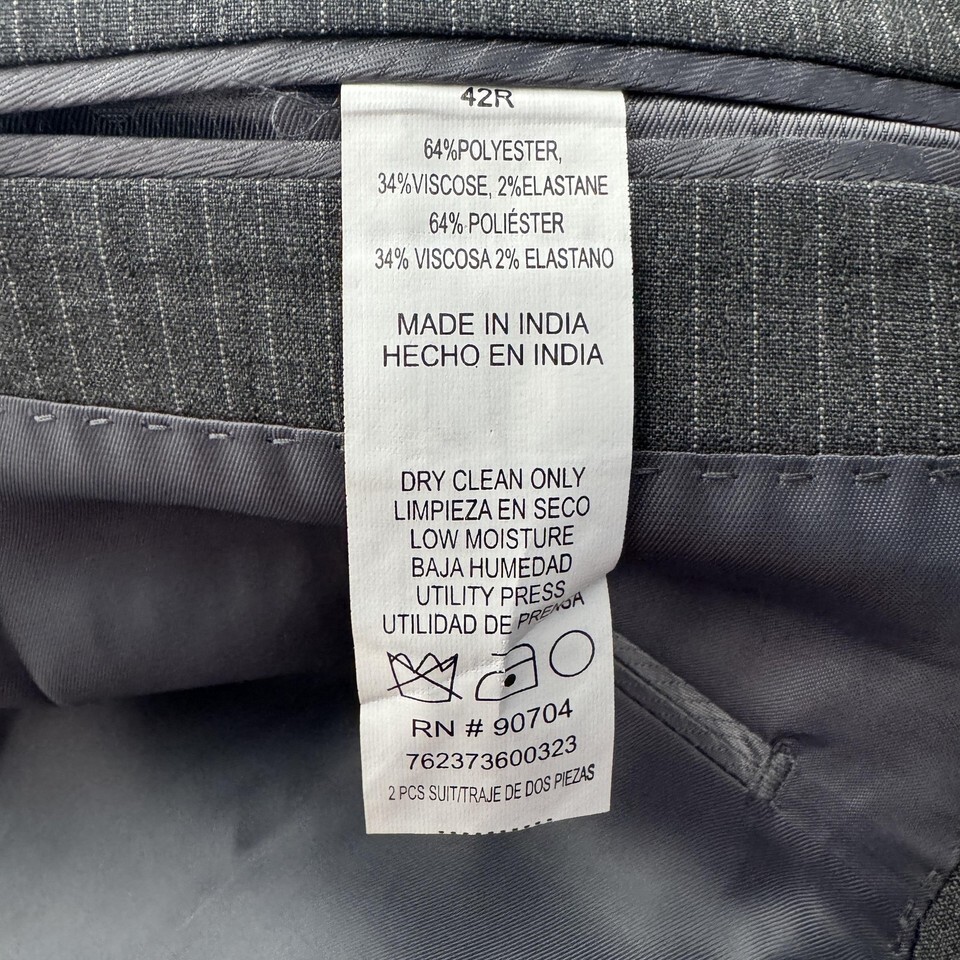 42R
64%POLYESTER,
34%VISCOSE, 2%ELASTANE
64% POLIÉSTER
34% VISCOSA 2% ELASTANO
MADE IN INDIA
HECHO EN INDIA
DRY CLEAN ONLY
LIMPIEZA EN SECO
LOW MOISTURE
BAJA HUMEDAD
UTILITY PRESS
UTILIDAD DE PRENSA
RN # 90704
762373600323
2 PCS SUIT/TRAJE DE DOS PIEZAS